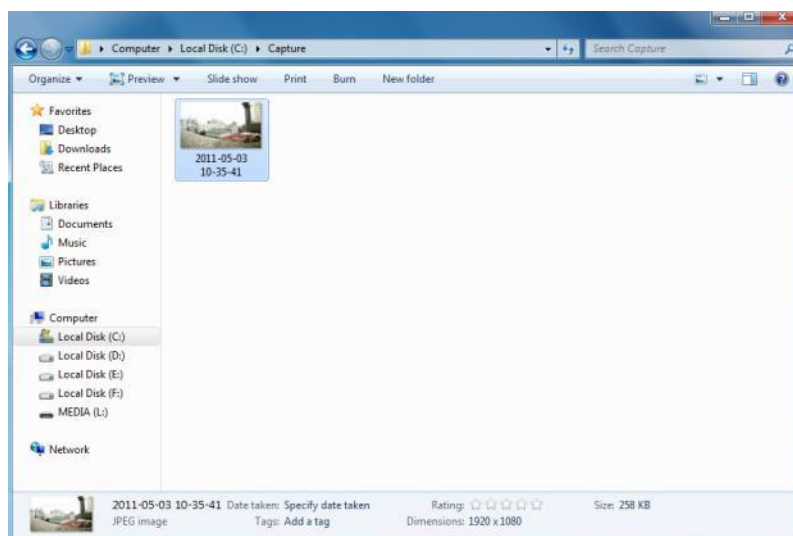 Computer Local Disk (C:) Capture
Search Capture
Organize Preview Slide show Print Burn New folder
Favorites
Desktop
Downloads
Recent Places
2011-05-03
10-35-41
Libraries
Documents
Music
Pictures
Videos
Computer
Local Disk (C:)
Local Disk (D:)
Local Disk (E:)
Local Disk (F:)
MEDIA (L:)
Network
2011-05-03 10-35-41 Date taken: Specify date taken Rating: Size: 258 KB
JPEG image Tags: Add a tag Dimensions: 1920 x 1080